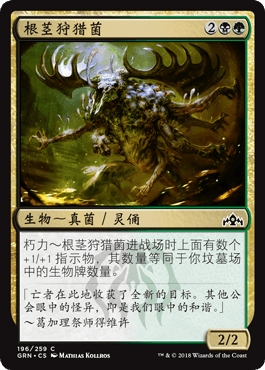 根茎狩猎菌 2
生物~真菌／灵俑
朽力~根茎狩猎菌进战场时上面有数个
+1/+1指示物，其数量等同于你坟墓场
中的生物牌数量。
「亡者在此地收获了全新的目标。其他公
会眼中的怪异，即是我们眼中的和谐。」
～葛加理祭师得维许
2/2
196/259 C
GRN • CS MATHIAS KOLLROS
™ & © 2018 Wizards of the Coast